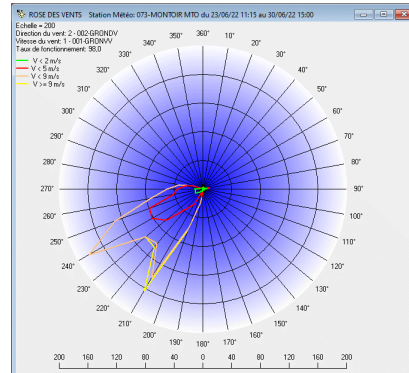 ROSE DES VENTS Station Météo: 073-MONTOIR MTO du 23/06/22 11:15 au 30/06/22 15:00
Echelle = 200
Direction du vent: 2 - 002-GRONDV
Vitesse du vent: 1 - 001-GRONVV
Taux de fonctionnement: 98,0
V < 2 m/s
V < 5 m/s
V < 9 m/s
V >= 9 m/s
360°
350° 10°
340° 20°
330° 30°
320° 40°
310° 50°
300° 60°
290° 70°
280° 80°
270° 90°
260° 100°
250° 110°
240° 120°
230° 130°
220° 140°
210° 150°
200° 160°
190° 170°
180°
200 160 120 80 40 0 40 80 120 160 200